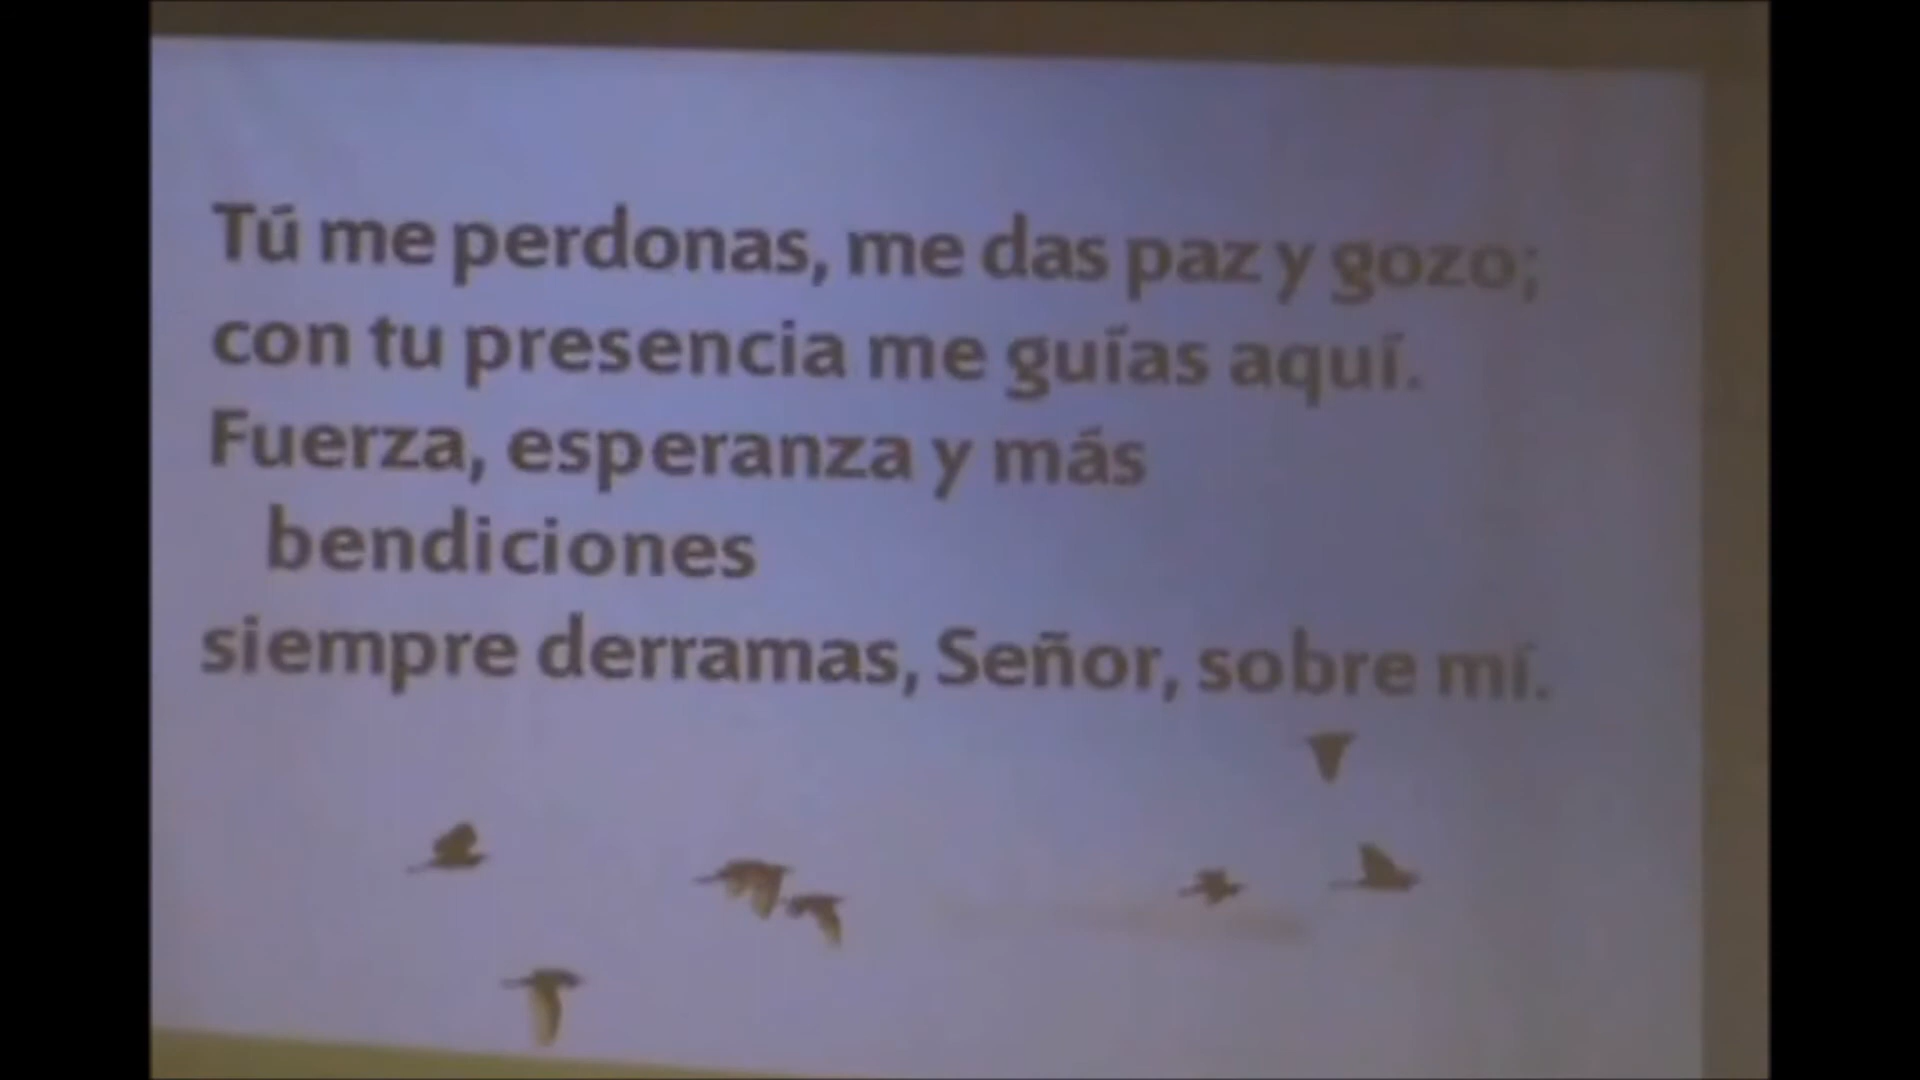 Tú me perdonas, me das paz y gozo;
con tu presencia me guías aquí.
Fuerza, esperanza y más
bendiciones
siempre derramas, Señor, sobre mí.